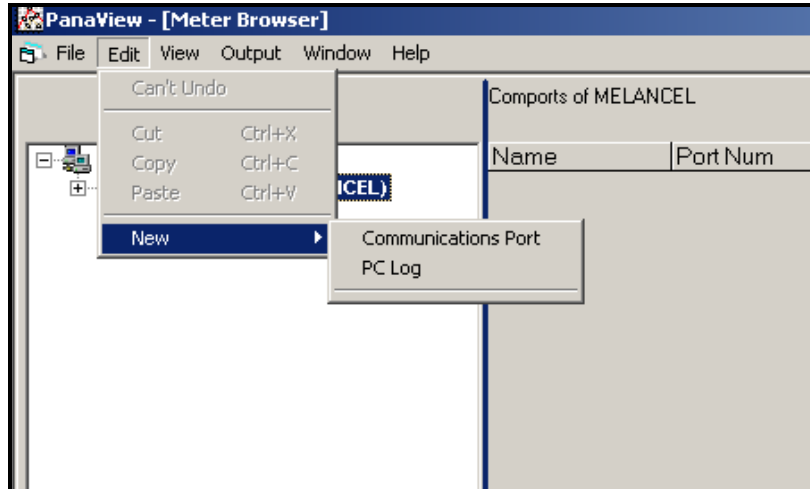 PanaView - [Meter Browser]
File Edit View Output Window Help
Can't Undo
Comports of MELANCEL
Cut Ctrl+X
Name Port Num
Copy Ctrl+C
Paste Ctrl+V
ICEL)
New
Communications Port
PC Log